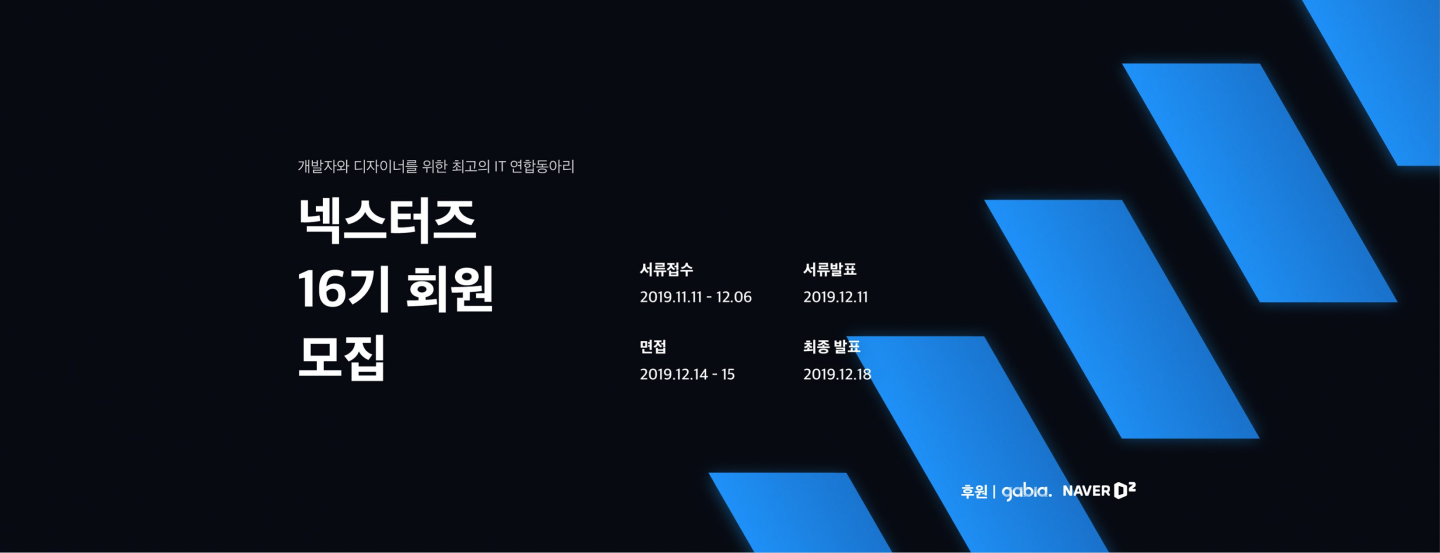 개발자와 디자이너를 위한 최고의 IT 연합동아리
넥스터즈
16기 회원
모집
서류접수
2019.11.11 - 12.06
서류발표
2019.12.11
면접
2019.12.14 - 15
최종 발표
2019.12.18
후원 | gabia. NAVER D2